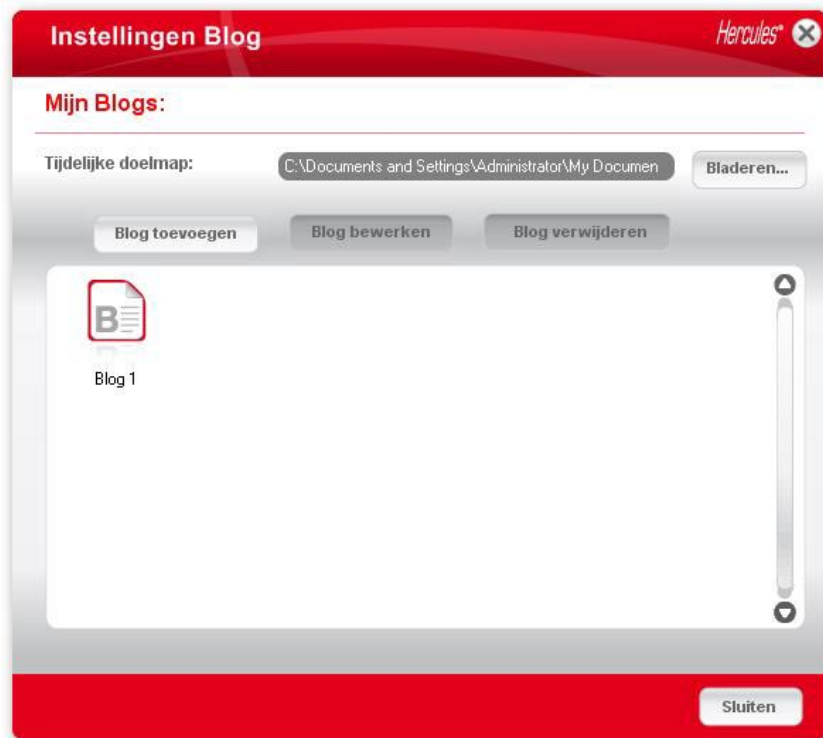 Instellingen Blog
Hercules®
Mijn Blogs:
Tijdelijke doelmap:
C:\Documents and Settings\Administrator\My Documen
Bladeren...
Blog toevoegen
Blog bewerken
Blog verwijderen
B
Blog 1
Sluiten